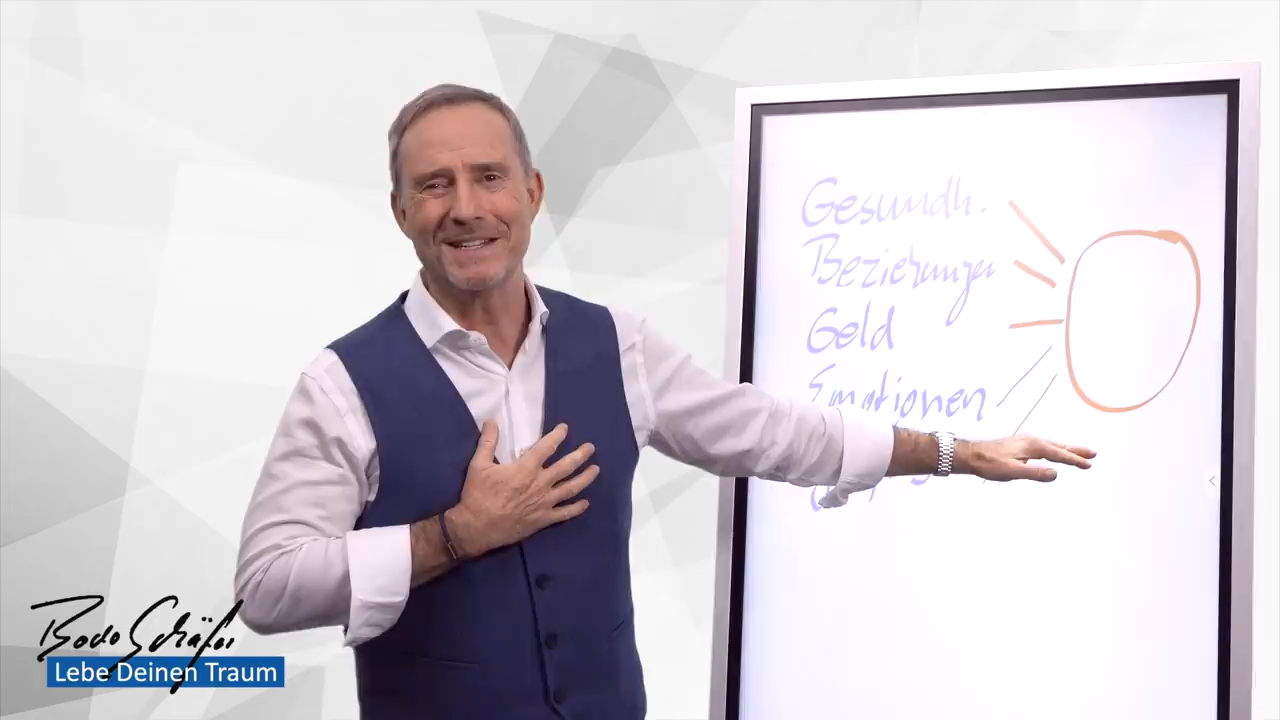 Gesundh.
Beziehungen
Geld
Emotionen
Bodo Schäfer
Lebe Deinen Traum